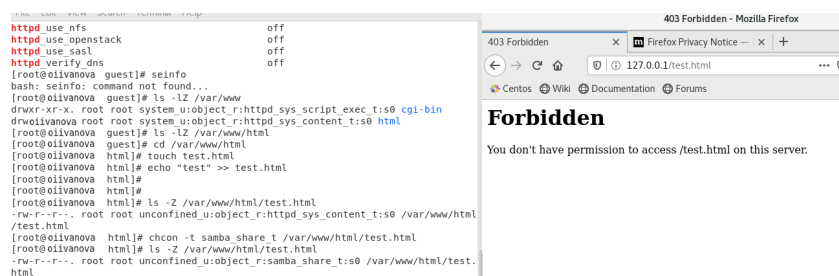 File Edit View Search Terminal Help
httpd_use_nfs off
httpd_use_openstack off
httpd_use_sasl off
httpd_verify_dns off
[root@oiivanova guest]# seinfo
bash: seinfo: command not found...
[root@oiivanova guest]# ls -lZ /var/www
drwxr-xr-x. root root system_u:object_r:httpd_sys_script_exec_t:s0 cgi-bin
drwoiivanova root root system_u:object_r:httpd_sys_content_t:s0 html
[root@oiivanova guest]# ls -lZ /var/www/html
[root@oiivanova guest]# cd /var/www/html
[root@oiivanova html]# touch test.html
[root@oiivanova html]# echo "test" >> test.html
[root@oiivanova html]#
[root@oiivanova html]#
[root@oiivanova html]# ls -Z /var/www/html/test.html
-rw-r--r--. root root unconfined_u:object_r:httpd_sys_content_t:s0 /var/www/html
/test.html
[root@oiivanova html]# chcon -t samba_share_t /var/www/html/test.html
[root@oiivanova html]# ls -Z /var/www/html/test.html
-rw-r--r--. root root unconfined_u:object_r:samba_share_t:s0 /var/www/html/test.
html
403 Forbidden - Mozilla Firefox
403 Forbidden
Firefox Privacy Notice —
127.0.0.1/test.html
Centos Wiki Documentation Forums
Forbidden
You don't have permission to access /test.html on this server.